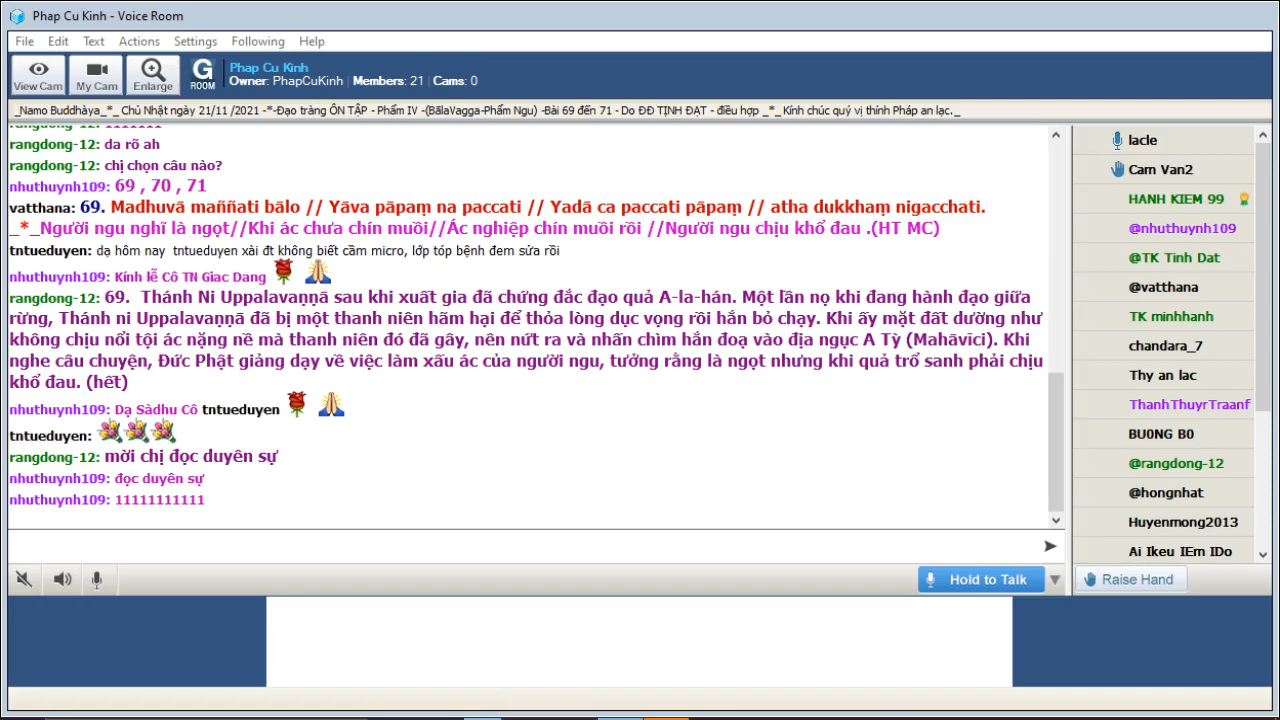 Phap Cu Kinh - Voice Room
File Edit Text Actions Settings Following Help
View Cam My Cam Enlarge G ROOM
Phap Cu Kinh
Owner: PhapCuKinh | Members: 21 | Cams: 0
_Namo Buddhàya_*_ Chủ Nhật ngày 21/11 /2021 -*-Đạo tràng ÔN TẬP - Phẩm IV -(BãlaVagga-Phẩm Ngu) -Bài 69 đến 71 - Do ĐĐ TỊNH ĐẠT - điều hợp _*_ Kính chúc quý vị thính Pháp an lạc._
rangdong-12: 1111111
rangdong-12: da rõ ah
rangdong-12: chị chọn câu nào?
nhuthuynh109: 69 , 70 , 71
vatthana: 69. Madhuvā maññati bālo // Yāva pāpaṃ na paccati // Yadā ca paccati pāpaṃ // atha dukkhaṃ nigacchati.
_*_Người ngu nghĩ là ngọt//Khi ác chưa chín muồi//Ác nghiệp chín muồi rồi //Người ngu chịu khổ đau .(HT MC)
tntueduyen: dạ hôm nay tntueduyen xài đt không biết cầm micro, lớp tóp bệnh đem sửa rồi
nhuthuynh109: Kính lễ Cô TN Giac Dang
rangdong-12: 69. Thánh Ni Uppalavaṇṇā sau khi xuất gia đã chứng đắc đạo quả A-la-hán. Một lần nọ khi đang hành đạo giữa
rừng, Thánh ni Uppalavaṇṇā đã bị một thanh niên hãm hại để thỏa lòng dục vọng rồi hắn bỏ chạy. Khi ấy mặt đất dường như
không chịu nổi tội ác nặng nề mà thanh niên đó đã gây, nên nứt ra và nhấn chìm hắn đoạ vào địa ngục A Tỳ (Mahāvīci). Khi
nghe câu chuyện, Đức Phật giảng dạy về việc làm xấu ác của người ngu, tưởng rằng là ngọt nhưng khi quả trổ sanh phải chịu
khổ đau. (hết)
nhuthuynh109: Dạ Sàdhu Cô tntueduyen
tntueduyen:
rangdong-12: mời chị đọc duyên sự
nhuthuynh109: đọc duyên sự
nhuthuynh109: 11111111111
Hold to Talk
lacle
Cam Van2
HANH KIEM 99
@nhuthuynh109
@TK Tinh Dat
@vatthana
TK minhhanh
chandara_7
Thy an lac
ThanhThuyrTraanf
BU0NG B0
@rangdong-12
@hongnhat
Huyenmong2013
Ai Ikeu IEm IDo
Raise Hand